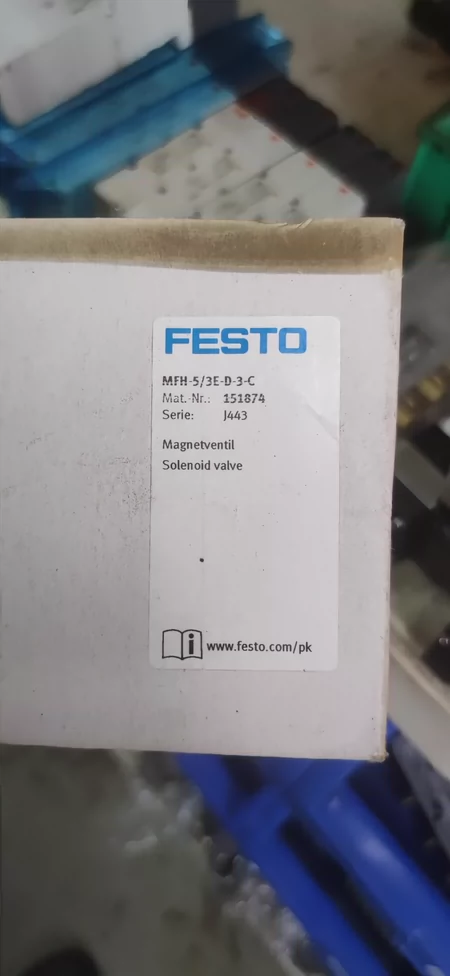 FESTO
MFH-5/3E-D-3-C
Mat.-Nr.: 151874
Serie: J443
Magnetventil
Solenoid valve
www.festo.com/pk